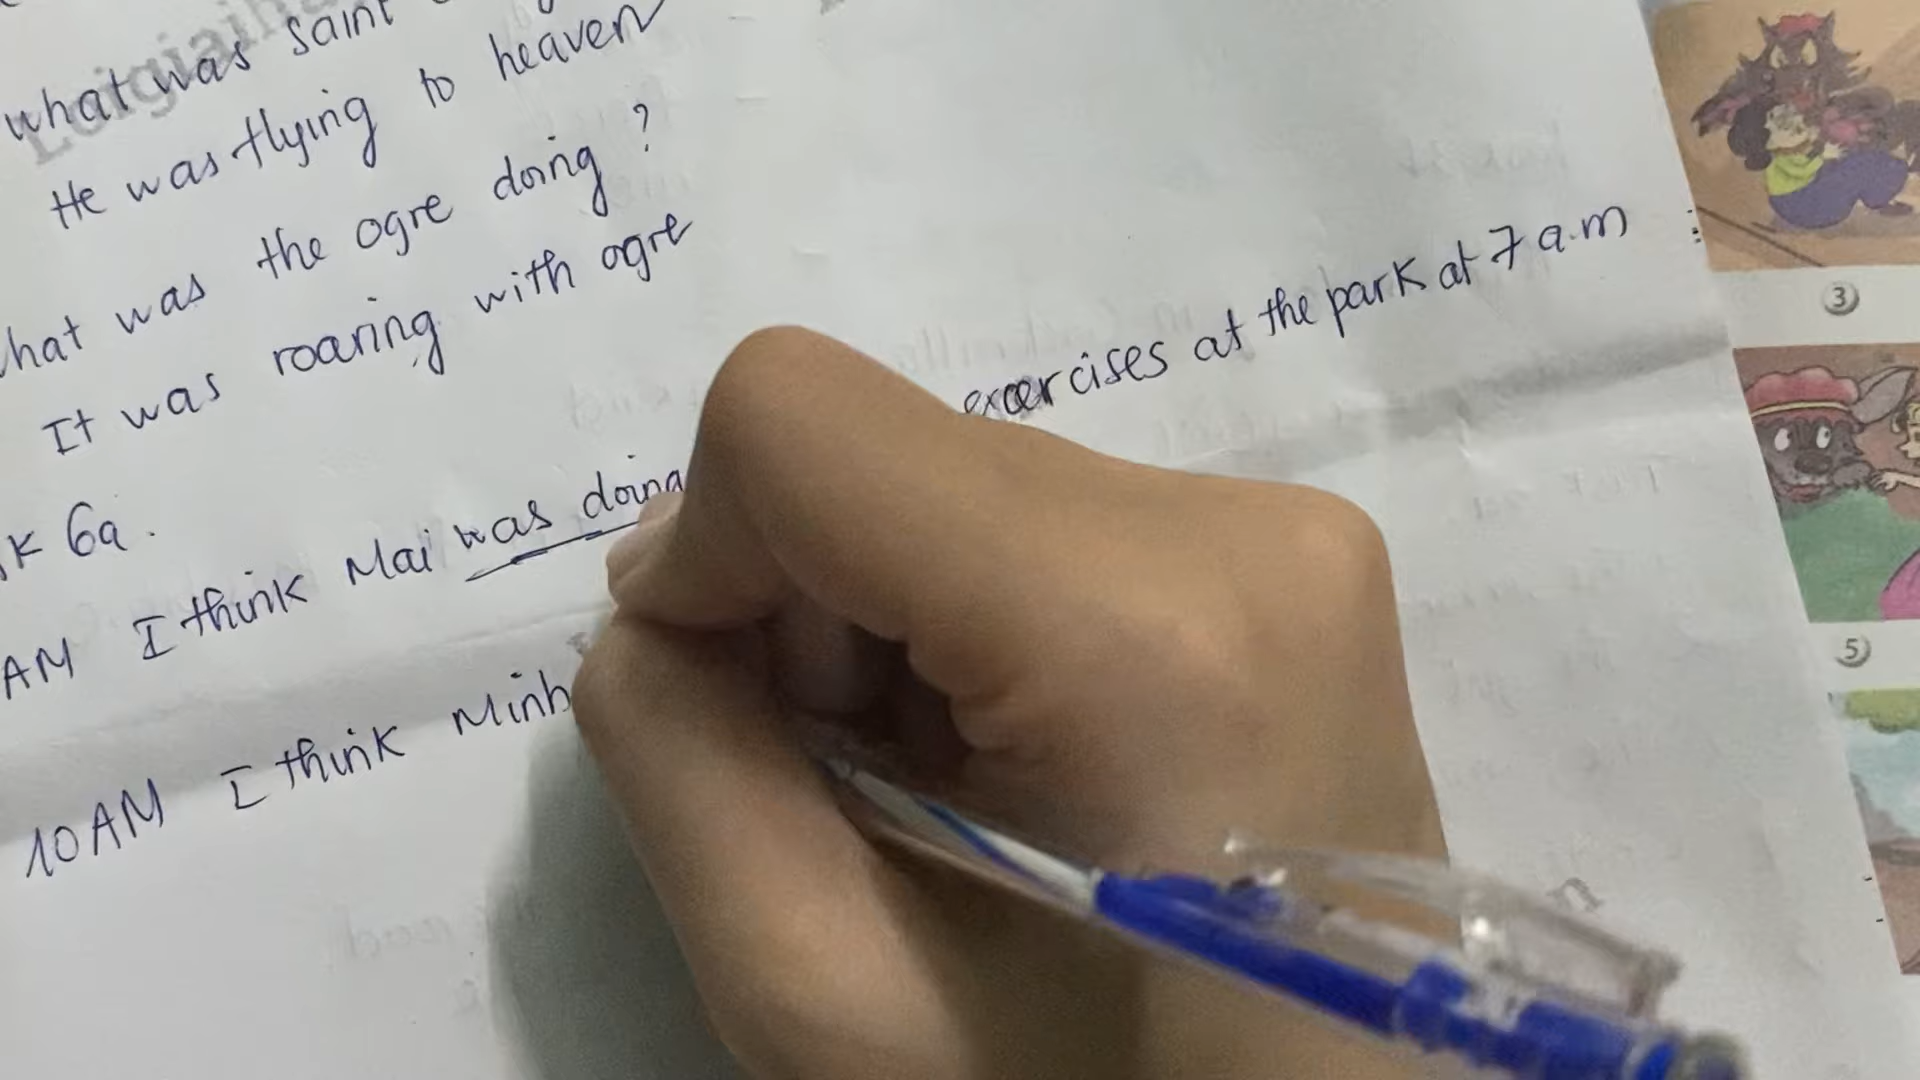 what was saint
He was flying to heaven
what was the ogre doing ?
It was roaring with ogre
6a.
AM I think Mai was doing exercises at the park at 7 a.m
10 AM I think Minh
3
5